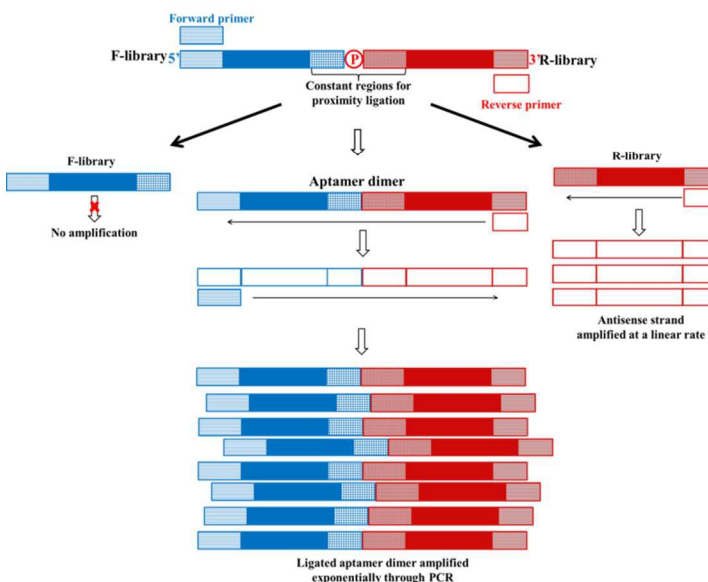 Forward primer
F-library 5’ P 3’R-library
Constant regions for
proximity ligation
Reverse primer
F-library
No amplification
Aptamer dimer
R-library
Antisense strand
amplified at a linear rate
Ligated aptamer dimer amplified
exponentially through PCR